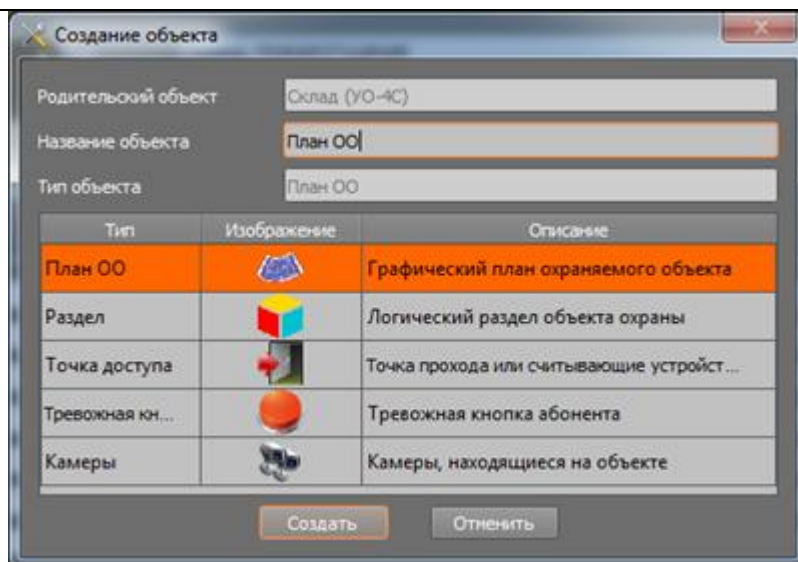 Создание объекта
Родительский объект Склад (УО-4С)
Название объекта План ОО
Тип объекта План ОО
Тип Изображение Описание
План ОО Графический план охраняемого объекта
Раздел Логический раздел объекта охраны
Точка доступа Точка прохода или считывающие устройст...
Тревожная кн... Тревожная кнопка абонента
Камеры Камеры, находящиеся на объекте
Создать Отменить